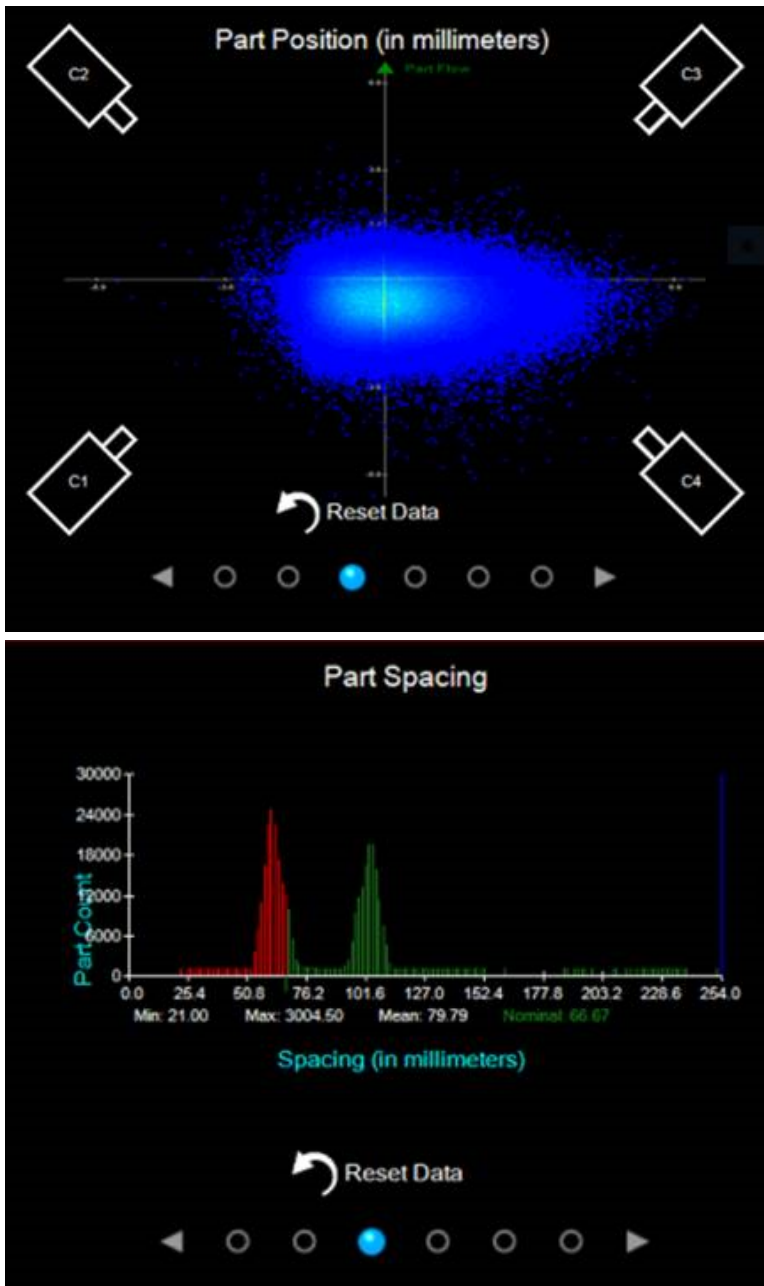 Part Position (in millimeters)
C2
C3
Part Flow
C1
C4
Reset Data
Part Spacing
30000
24000
18000
12000
6000
0
Part Count
0.0 25.4 50.8 76.2 101.6 127.0 152.4 177.8 203.2 228.6 254.0
Min: 21.00 Max: 3004.50 Mean: 79.79 Nominal: 66.67
Spacing (in millimeters)
Reset Data